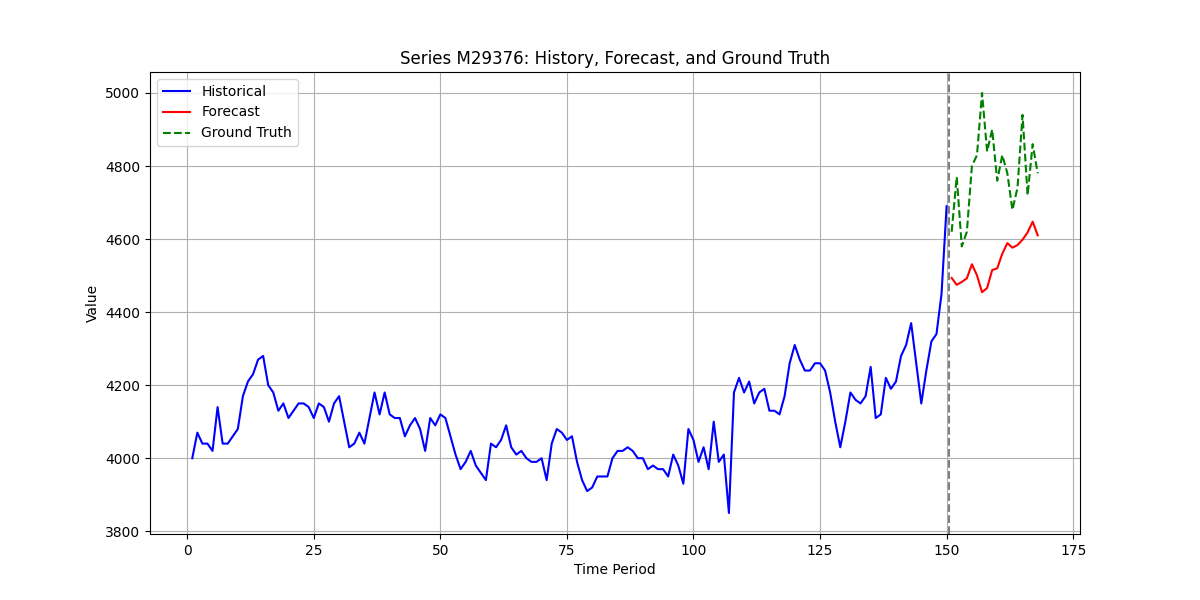 Series M29376: History, Forecast, and Ground Truth
Historical
Forecast
Ground Truth
5000
4800
4600
4400
4200
4000
3800
Value
0 25 50 75 100 125 150 175
Time Period